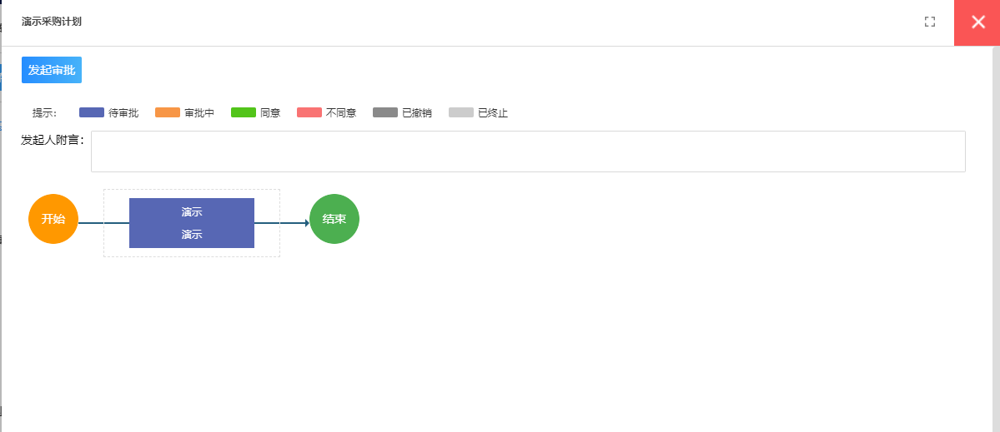 演示采购计划
发起审批
提示： 待审批 审批中 同意 不同意 已撤销 已终止
发起人附言：
开始 演示 结束
演示